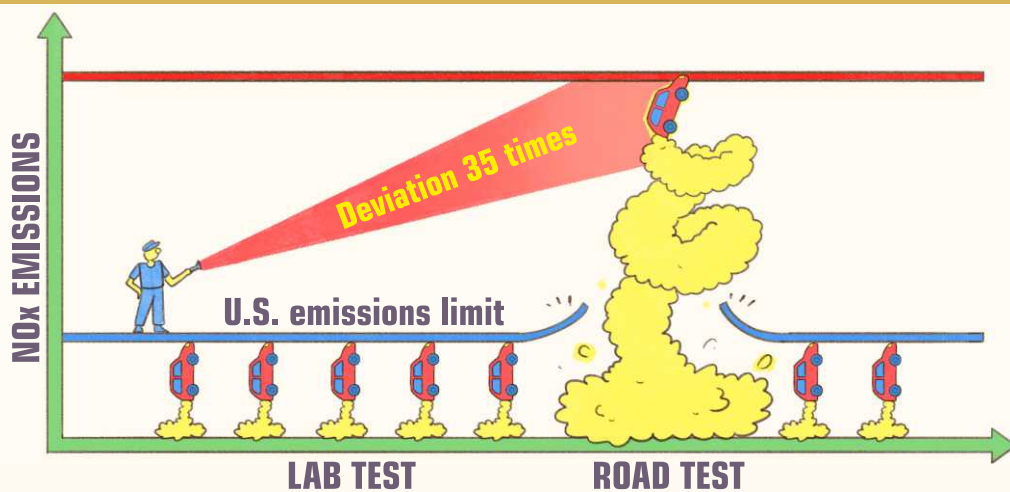 NOx EMISSIONS
Deviation 35 times
U.S. emissions limit
LAB TEST
ROAD TEST